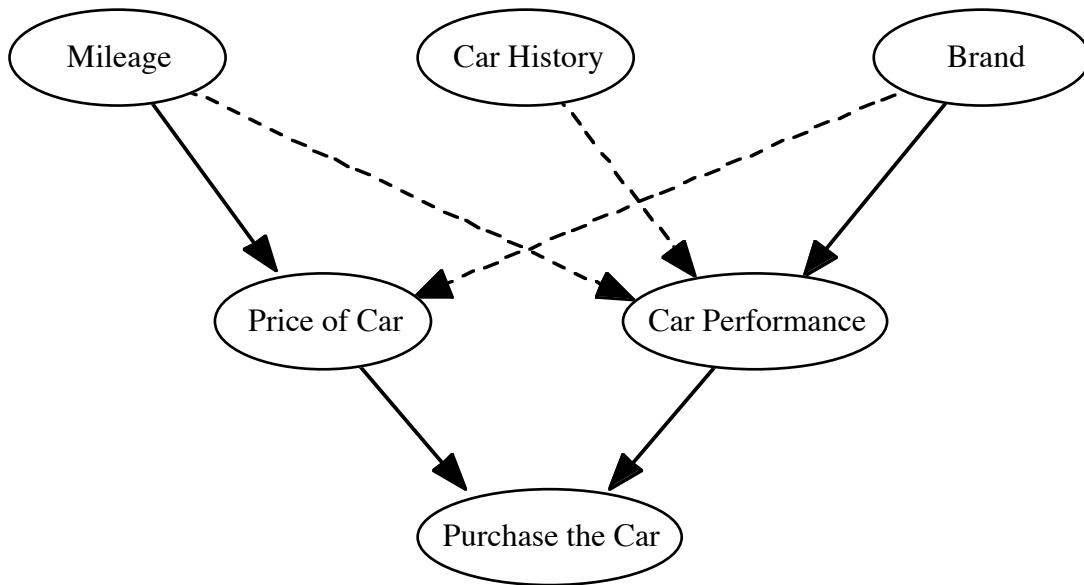 Mileage
Car History
Brand
Price of Car
Car Performance
Purchase the Car